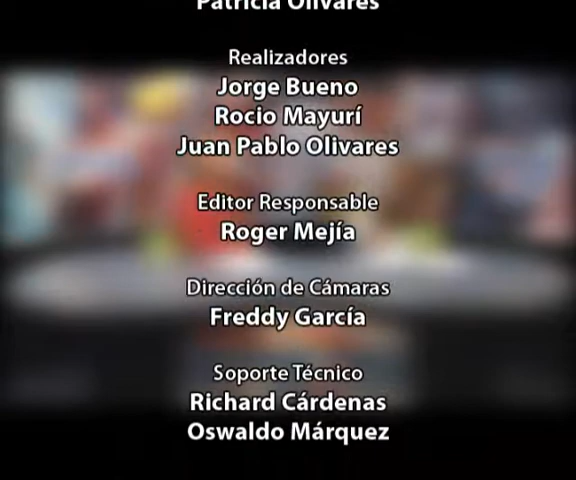 Patricia Olivares
Realizadores
Jorge Bueno
Rocio Mayurí
Juan Pablo Olivares
Editor Responsable
Roger Mejía
Dirección de Cámaras
Freddy García
Soporte Técnico
Richard Cárdenas
Oswaldo Márquez